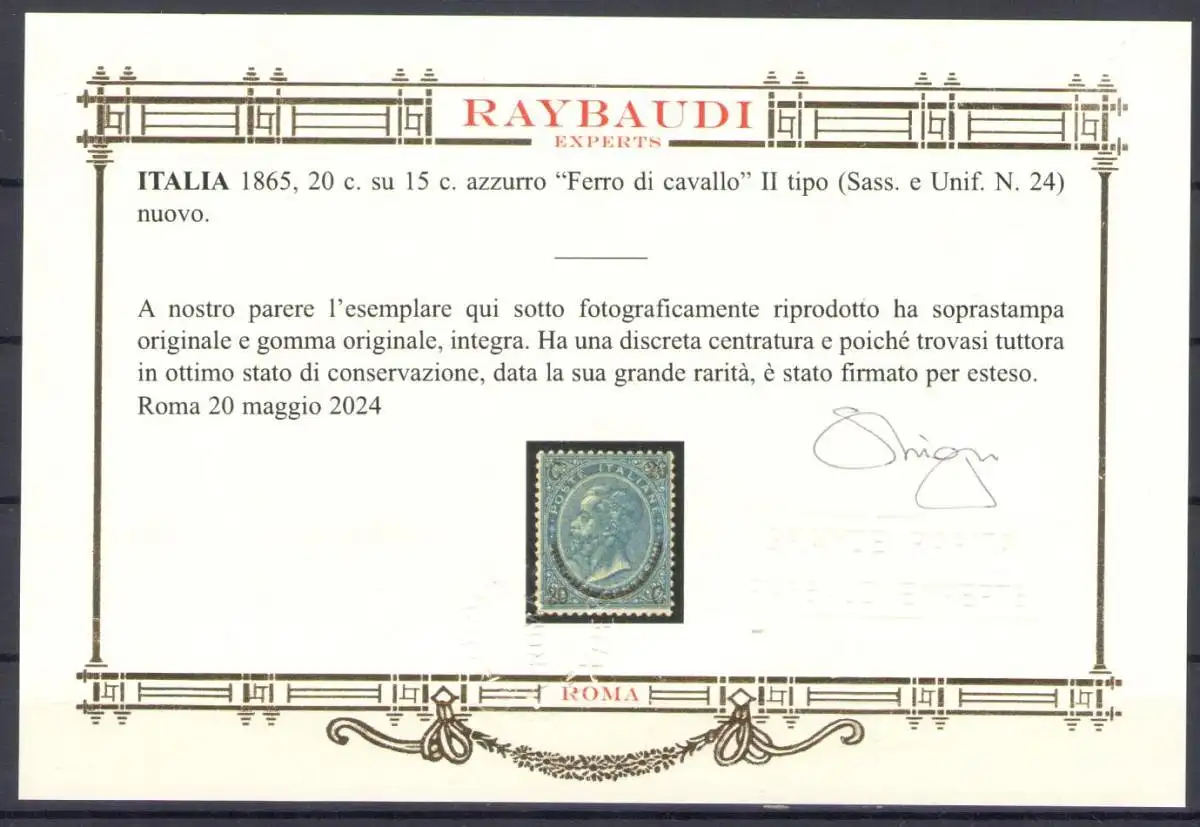 RAYBAUDI
EXPERTS
ITALIA 1865, 20 c. su 15 c. azzurro “Ferro di cavallo” II tipo (Sass. e Unif. N. 24)
nuovo.
A nostro parere l’esemplare qui sotto fotograficamente riprodotto ha soprastampa
originale e gomma originale, integra. Ha una discreta centratura e poiché trovasi tuttora
in ottimo stato di conservazione, data la sua grande rarità, è stato firmato per esteso.
Roma 20 maggio 2024
POSTE ITALIANE
20 C
ROMA